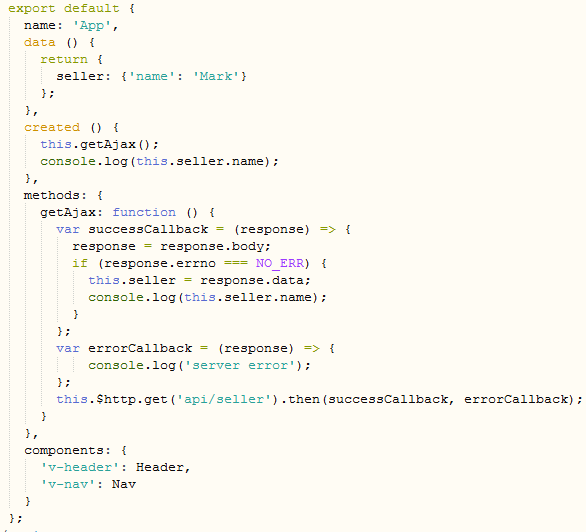 export default {
  name: 'App',
  data () {
    return {
      seller: {'name': 'Mark'}
    };
  },
  created () {
    this.getAjax();
    console.log(this.seller.name);
  },
  methods: {
    getAjax: function () {
      var successCallback = (response) => {
        response = response.body;
        if (response.errno === NO_ERR) {
          this.seller = response.data;
          console.log(this.seller.name);
        }
      };
      var errorCallback = (response) => {
          console.log('server error');
      };
      this.$http.get('api/seller').then(successCallback, errorCallback);
    }
  },
  components: {
    'v-header': Header,
    'v-nav': Nav
  }
};